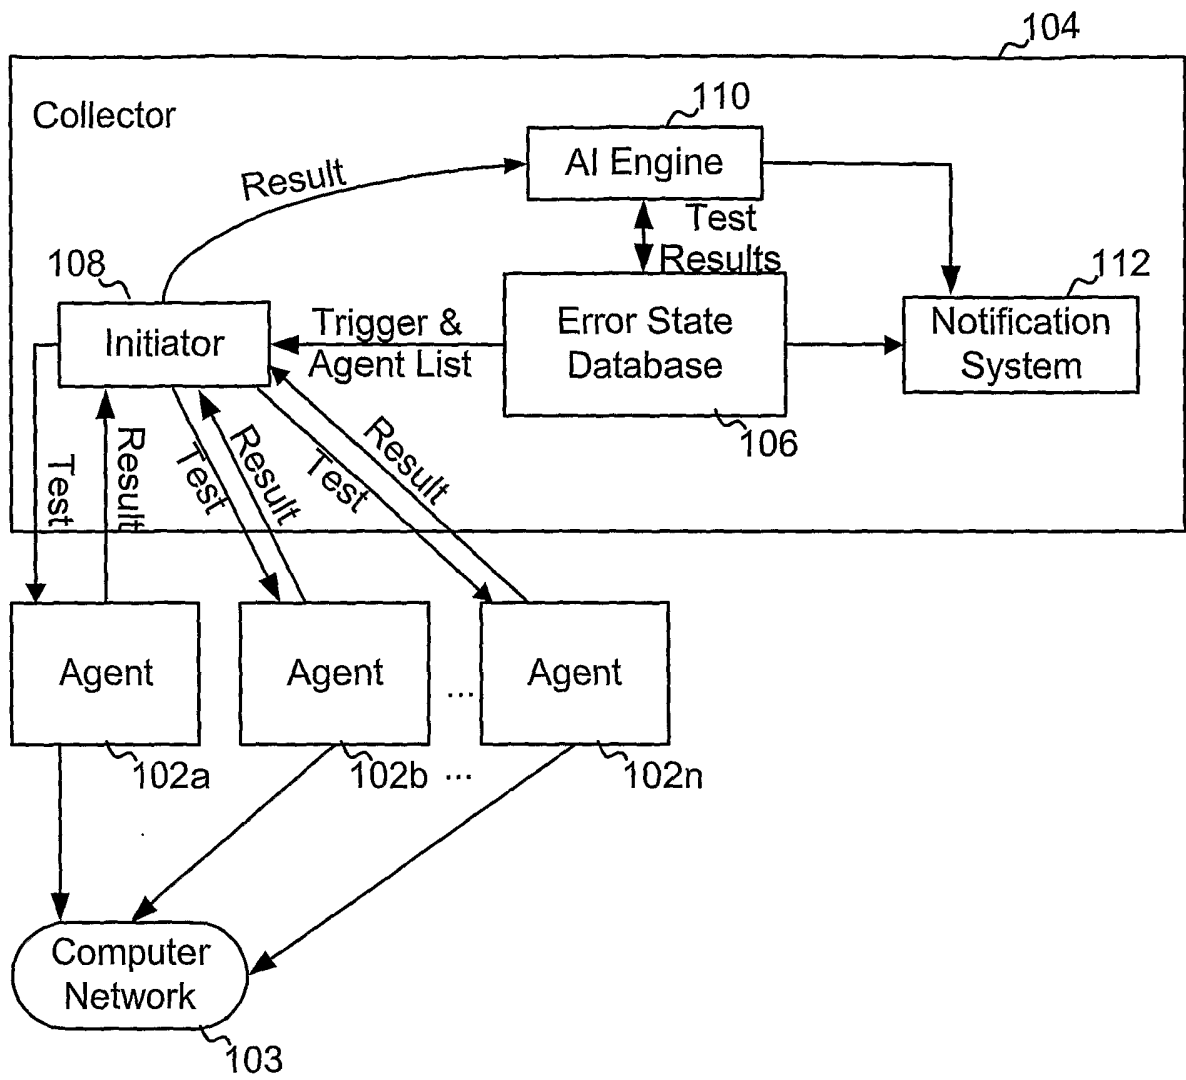 104
Collector
110
AI Engine
Result
Test
Results
108
112
Initiator
Trigger &
Agent List
Error State
Database
Notification
System
106
Test
Result
Test
Result
Test
Result
Agent
Agent
...
Agent
102a
102b
...
102n
Computer
Network
103